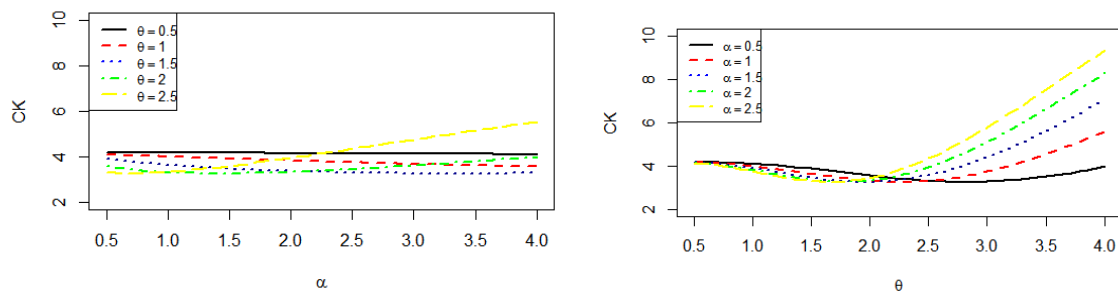 CK
10
8
6
4
2
θ = 0.5
θ = 1
θ = 1.5
θ = 2
θ = 2.5
0.5 1.0 1.5 2.0 2.5 3.0 3.5 4.0
α
CK
10
8
6
4
2
α = 0.5
α = 1
α = 1.5
α = 2
α = 2.5
0.5 1.0 1.5 2.0 2.5 3.0 3.5 4.0
θ